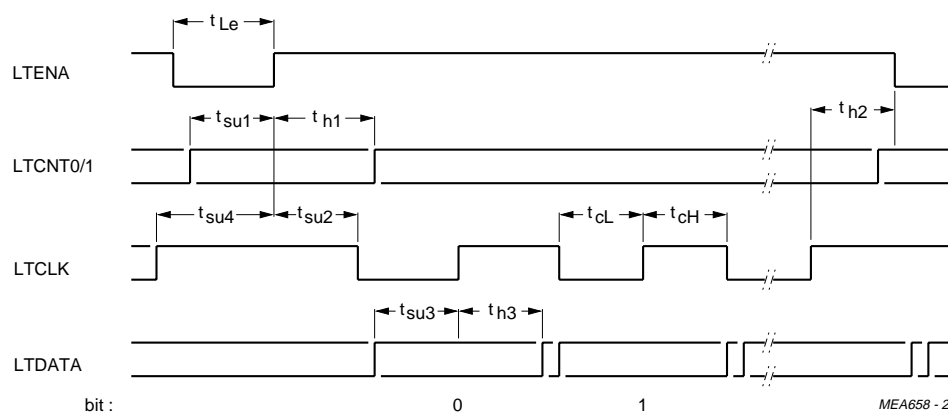 t Le
LTENA
t su1
t h1
t h2
LTCNT0/1
t su4
t su2
t cL
t cH
LTCLK
t su3
t h3
LTDATA
bit : 0 1
MEA658 - 2